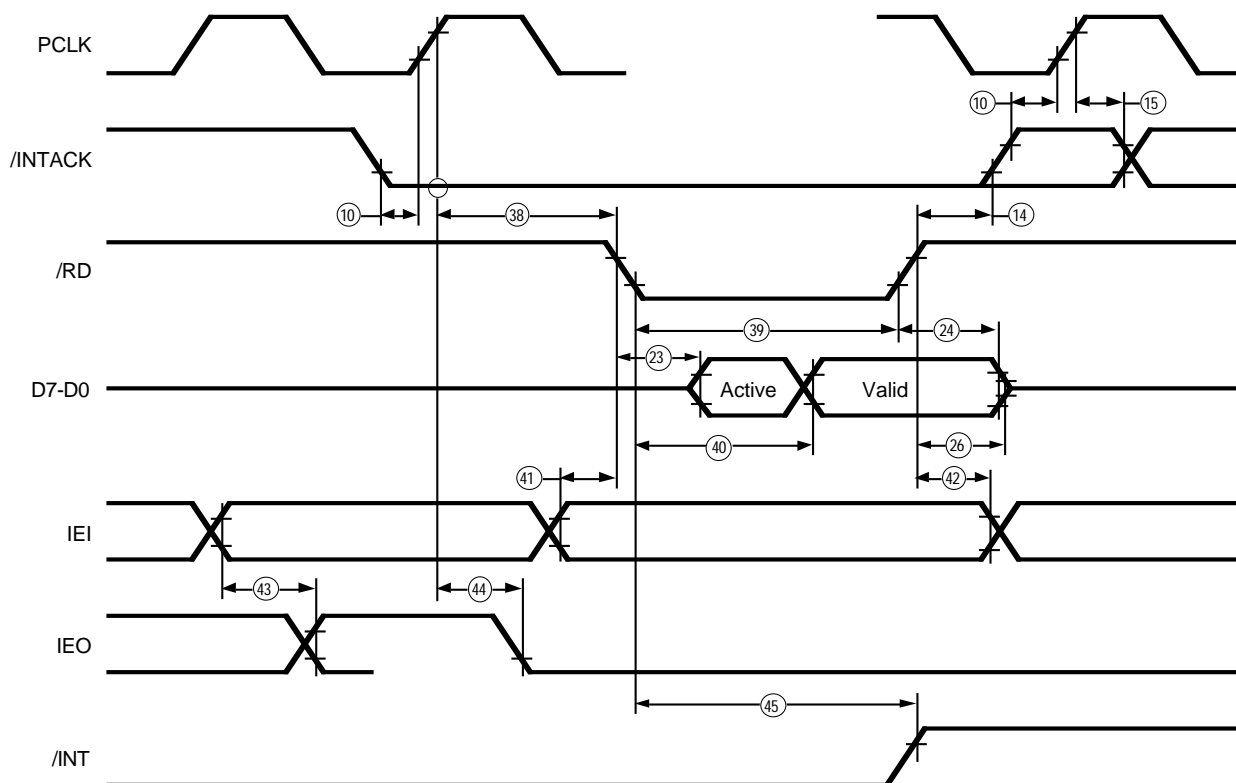 PCLK
10
15
/INTACK
10
38
14
/RD
39
24
23
D7-D0
Active
Valid
40
26
41
42
IEI
43
44
IEO
45
/INT